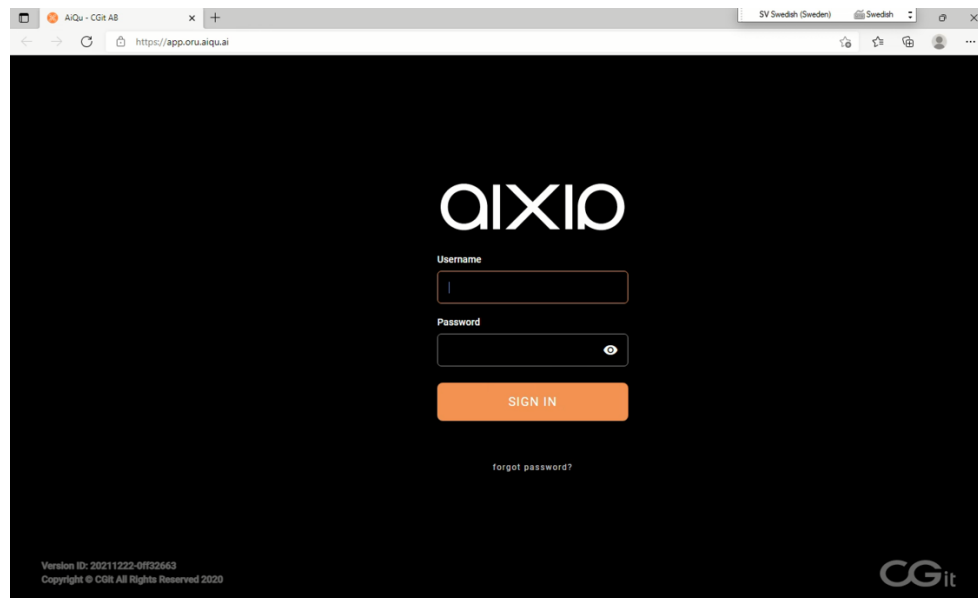 AiQu - CGit AB
SV Swedish (Sweden)
Swedish
https://app.oru.aiqu.ai
aixia
Username
Password
SIGN IN
forgot password?
Version ID: 20211222-0ff32663
Copyright © CGit All Rights Reserved 2020
CGit